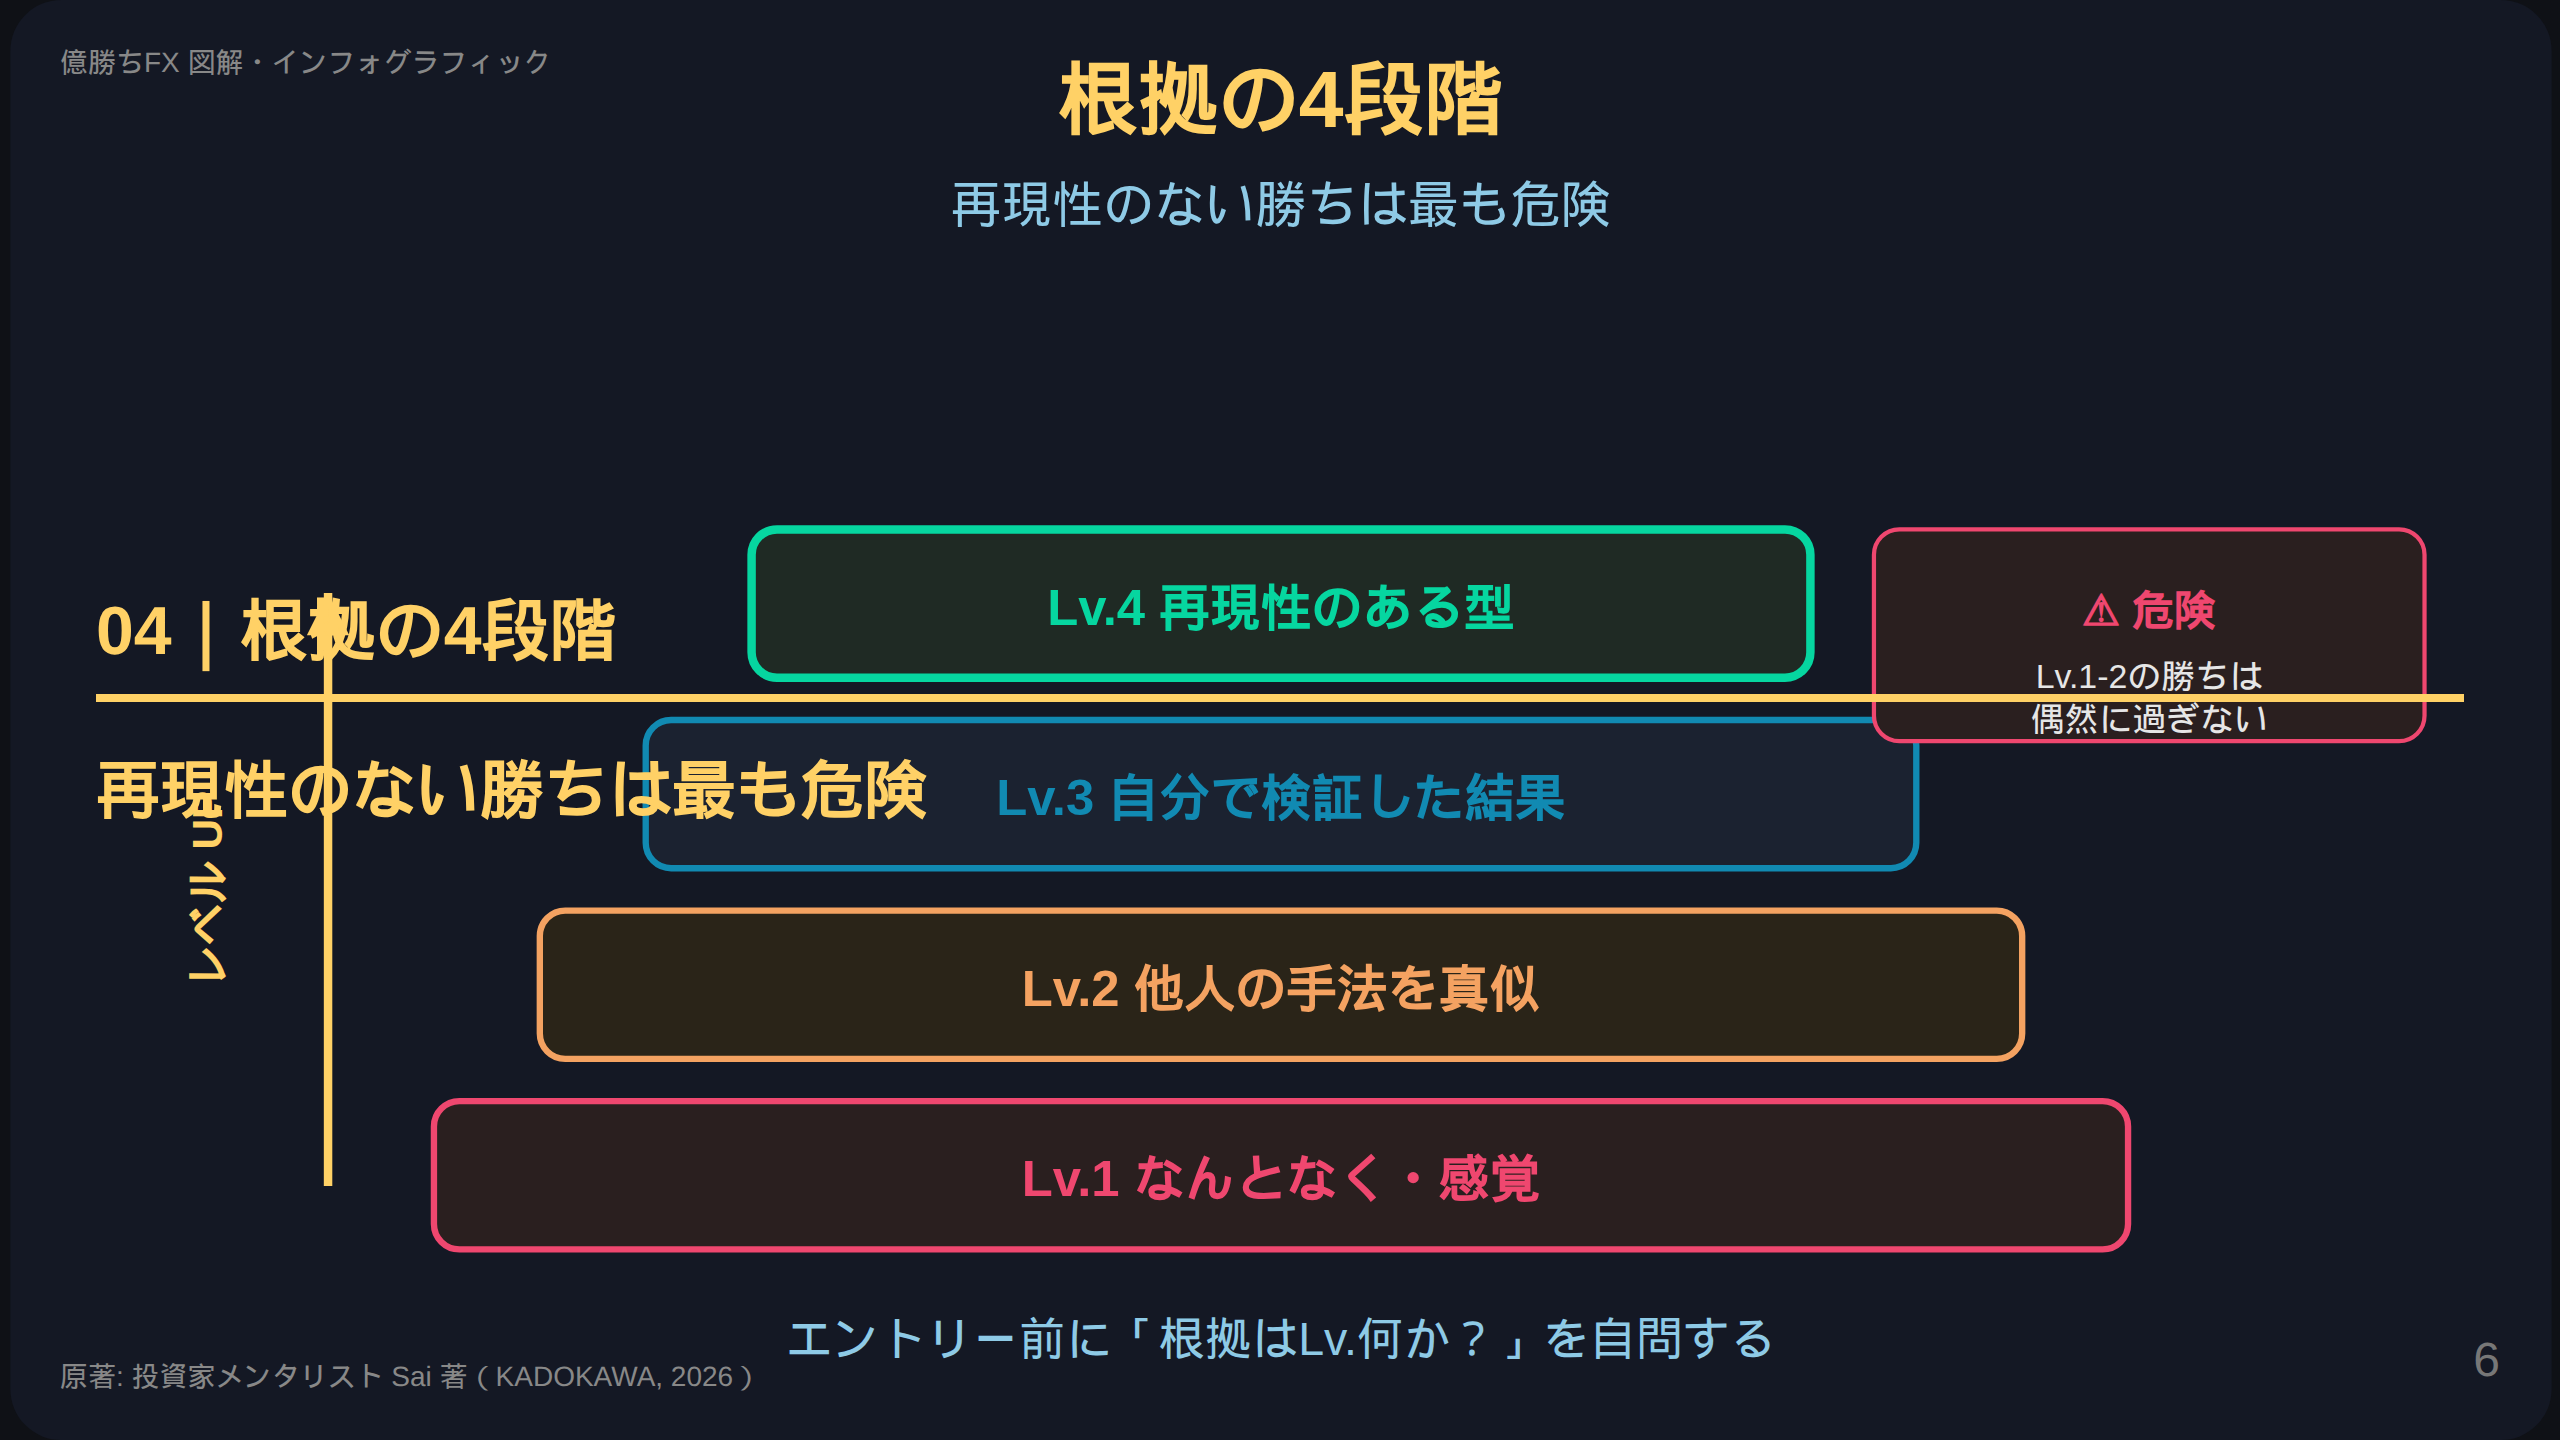 億勝ちFX 図解・インフォグラフィック
根拠の4段階
再現性のない勝ちは最も危険
04｜根拠の4段階
再現性のない勝ちは最も危険
レベル
Lv.4 再現性のある型
⚠ 危険
Lv.1-2の勝ちは
偶然に過ぎない
Lv.3 自分で検証した結果
Lv.2 他人の手法を真似
Lv.1 なんとなく・感覚
エントリー前に「根拠はLv.何か？」を自問する
原著: 投資家メンタリスト Sai 著（KADOKAWA, 2026）
6